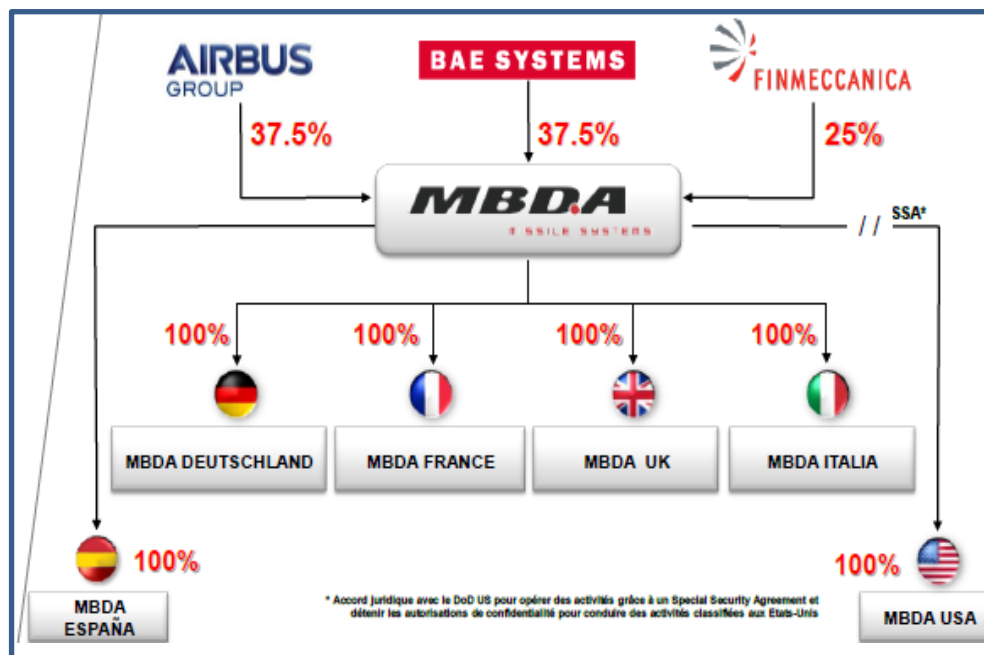 AIRBUS
GROUP
BAE SYSTEMS
FINMECCANICA
37.5%
37.5%
25%
MBDA
MISSILE SYSTEMS
/ / SSA*
100%
100%
100%
100%
MBDA DEUTSCHLAND
MBDA FRANCE
MBDA UK
MBDA ITALIA
100%
100%
MBDA
ESPAÑA
* Accord juridique avec le DoD US pour opérer des activités grâce à un Special Security Agreement et
détenir les autorisations de confidentialité pour conduire des activités classifiées aux Etats-Unis
MBDA USA